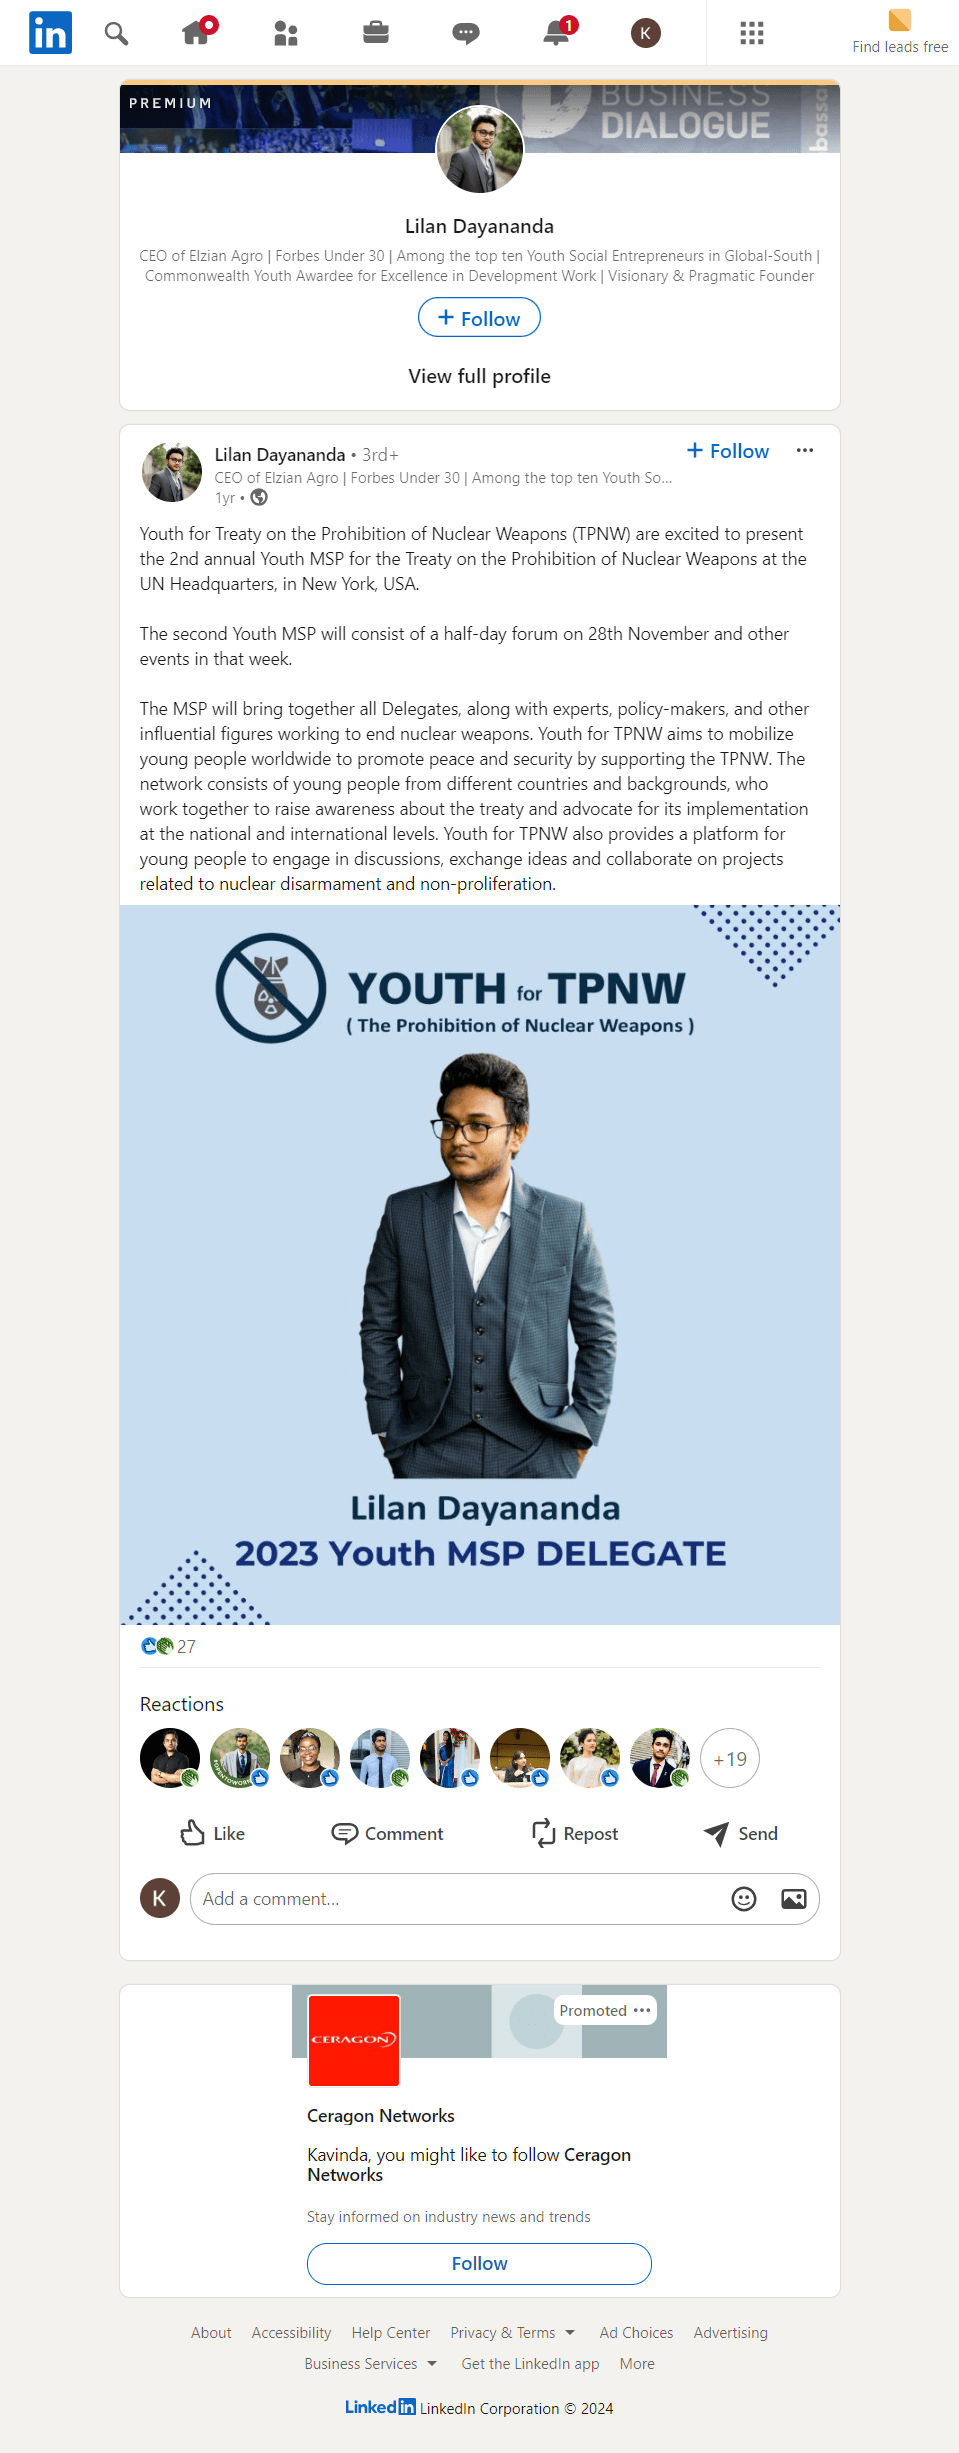 in
1
K
Find leads free
PREMIUM
BUSINESS
DIALOGUE
bassa
Lilan Dayananda
CEO of Elzian Agro | Forbes Under 30 | Among the top ten Youth Social Entrepreneurs in Global-South |
Commonwealth Youth Awardee for Excellence in Development Work | Visionary & Pragmatic Founder
+ Follow
View full profile
Lilan Dayananda • 3rd+
+ Follow
CEO of Elzian Agro | Forbes Under 30 | Among the top ten Youth So...
1yr •
Youth for Treaty on the Prohibition of Nuclear Weapons (TPNW) are excited to present
the 2nd annual Youth MSP for the Treaty on the Prohibition of Nuclear Weapons at the
UN Headquarters, in New York, USA.
The second Youth MSP will consist of a half-day forum on 28th November and other
events in that week.
The MSP will bring together all Delegates, along with experts, policy-makers, and other
influential figures working to end nuclear weapons. Youth for TPNW aims to mobilize
young people worldwide to promote peace and security by supporting the TPNW. The
network consists of young people from different countries and backgrounds, who
work together to raise awareness about the treaty and advocate for its implementation
at the national and international levels. Youth for TPNW also provides a platform for
young people to engage in discussions, exchange ideas and collaborate on projects
related to nuclear disarmament and non-proliferation.
YOUTH for TPNW
( The Prohibition of Nuclear Weapons )
Lilan Dayananda
2023 Youth MSP DELEGATE
27
Reactions
#OPENTOWORK
+19
Like
Comment
Repost
Send
K
Add a comment...
Promoted
CERAGON
Ceragon Networks
Kavinda, you might like to follow Ceragon
Networks
Stay informed on industry news and trends
Follow
About Accessibility Help Center Privacy & Terms Ad Choices Advertising
Business Services Get the LinkedIn app More
LinkedIn LinkedIn Corporation © 2024